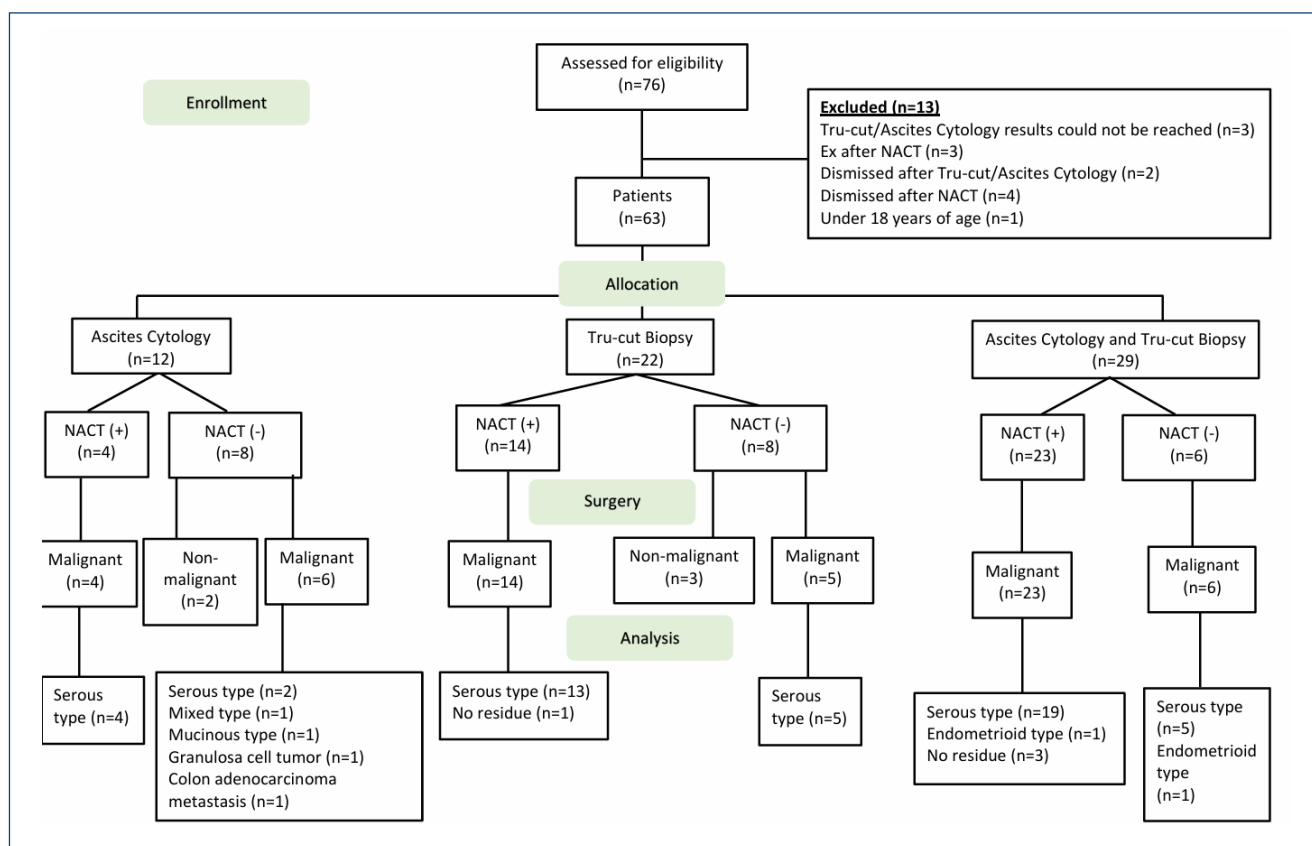 Assessed for eligibility
(n=76)
Enrollment
Excluded (n=13)
Tru-cut/Ascites Cytology results could not be reached (n=3)
Ex after NACT (n=3)
Dismissed after Tru-cut/Ascites Cytology (n=2)
Dismissed after NACT (n=4)
Under 18 years of age (n=1)
Patients
(n=63)
Allocation
Ascites Cytology
(n=12)
Tru-cut Biopsy
(n=22)
Ascites Cytology and Tru-cut Biopsy
(n=29)
NACT (+)
(n=4)
NACT (-)
(n=8)
NACT (+)
(n=14)
NACT (-)
(n=8)
NACT (+)
(n=23)
NACT (-)
(n=6)
Surgery
Malignant
(n=4)
Non-
malignant
(n=2)
Malignant
(n=6)
Malignant
(n=14)
Non-malignant
(n=3)
Malignant
(n=5)
Malignant
(n=23)
Malignant
(n=6)
Analysis
Serous
type (n=4)
Serous type (n=2)
Mixed type (n=1)
Mucinous type (n=1)
Granulosa cell tumor (n=1)
Colon adenocarcinoma
metastasis (n=1)
Serous type (n=13)
No residue (n=1)
Serous
type (n=5)
Serous type (n=19)
Endometrioid type (n=1)
No residue (n=3)
Serous type
(n=5)
Endometrioid
type
(n=1)